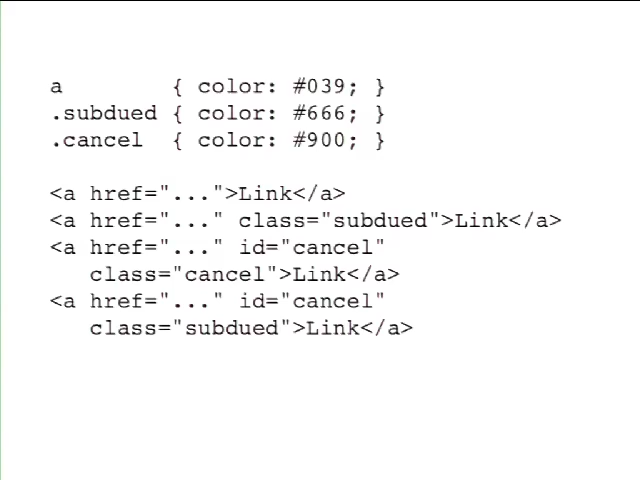 a        { color: #039; }
.subdued { color: #666; }
.cancel  { color: #900; }
<a href="...">Link</a>
<a href="..." class="subdued">Link</a>
<a href="..." id="cancel"
   class="cancel">Link</a>
<a href="..." id="cancel"
   class="subdued">Link</a>